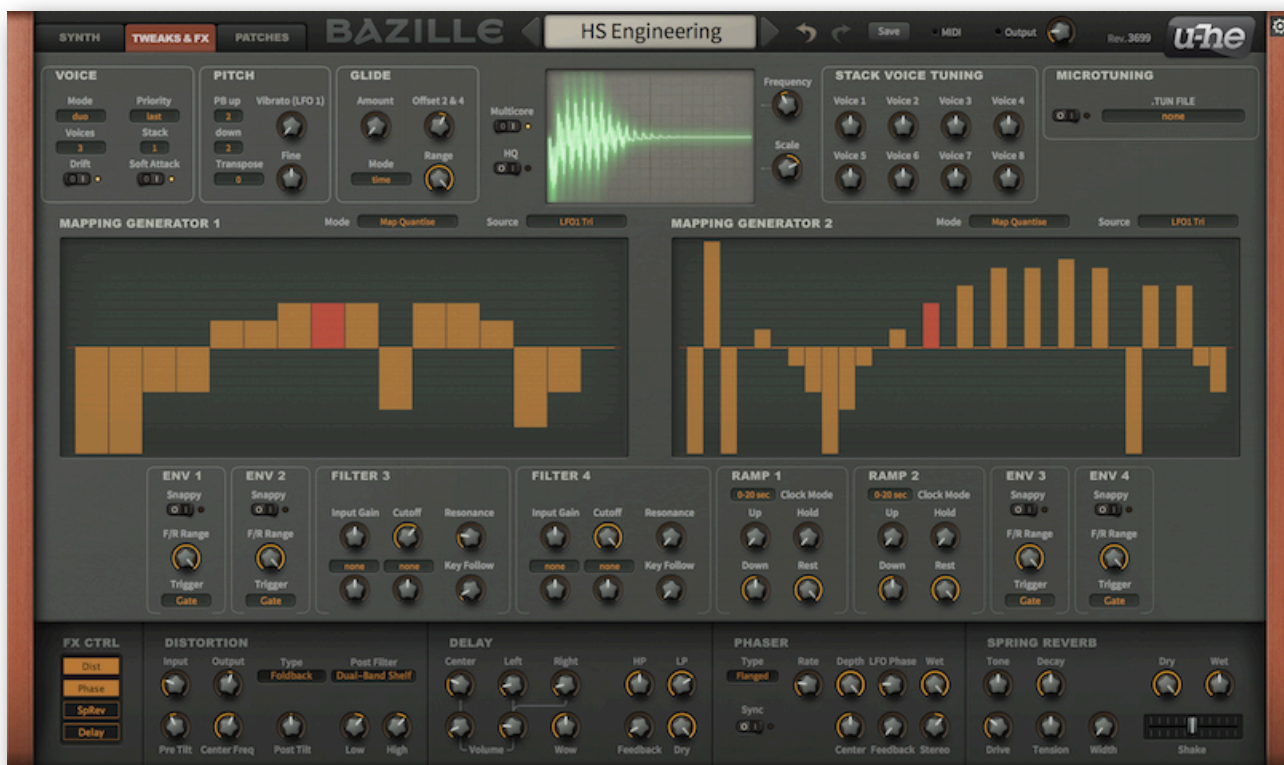 SYNTH TWEAKS & FX PATCHES BAZILLE HS Engineering Save MIDI Output Rev. 3699 u-he
VOICE
Mode Priority
duo last
Voices Stack
3 1
Drift Soft Attack
0 I 0 I
PITCH
PB up Vibrato (LFO 1)
2
down
2 Fine
Transpose
0
GLIDE
Amount Offset 2 & 4
Mode Range
time
Multicore
0 I
HQ
0 I
Frequency
Scale
STACK VOICE TUNING
Voice 1 Voice 2 Voice 3 Voice 4
Voice 5 Voice 6 Voice 7 Voice 8
MICROTUNING
.TUN FILE
0 I none
MAPPING GENERATOR 1 Mode Map Quantise Source LFO1 Tri
MAPPING GENERATOR 2 Mode Map Quantise Source LFO1 Tri
ENV 1
Snappy
0 I
F/R Range
Trigger
Gate
ENV 2
Snappy
0 I
F/R Range
Trigger
Gate
FILTER 3
Input Gain Cutoff Resonance
none none Key Follow
FILTER 4
Input Gain Cutoff Resonance
none none Key Follow
RAMP 1
0-20 sec Clock Mode
Up Hold
Down Rest
RAMP 2
0-20 sec Clock Mode
Up Hold
Down Rest
ENV 3
Snappy
0 I
F/R Range
Trigger
Gate
ENV 4
Snappy
0 I
F/R Range
Trigger
Gate
FX CTRL
Dist
Phase
SpRev
Delay
DISTORTION
Input Output Type Post Filter
Foldback Dual-Band Shelf
Pre Tilt Center Freq Post Tilt Low High
DELAY
Center Left Right HP LP
Volume Wow Feedback Dry
PHASER
Type Rate Depth LFO Phase Wet
Flanged
Sync
0 I
Center Feedback Stereo
SPRING REVERB
Tone Decay Dry Wet
Drive Tension Width Shake